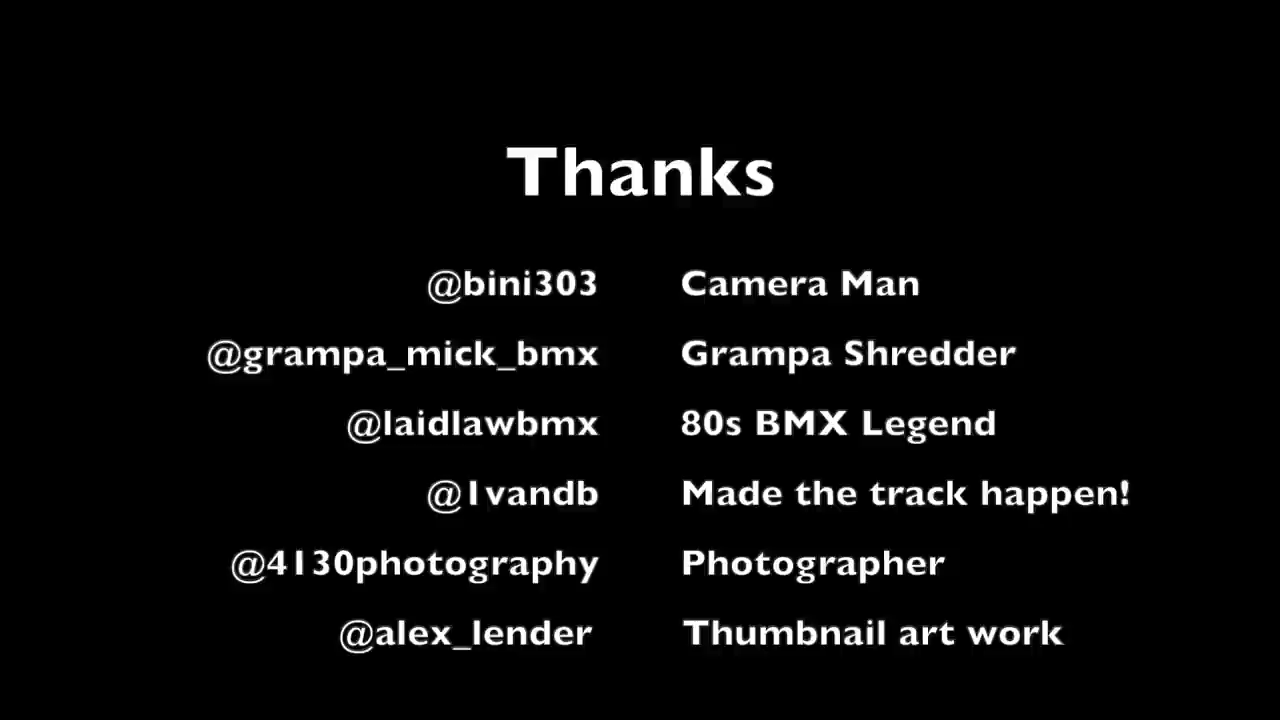 Thanks
@bini303 Camera Man
@grampa_mick_bmx Grampa Shredder
@laidlawbmx 80s BMX Legend
@1vandb Made the track happen!
@4130photography Photographer
@alex_lender Thumbnail art work